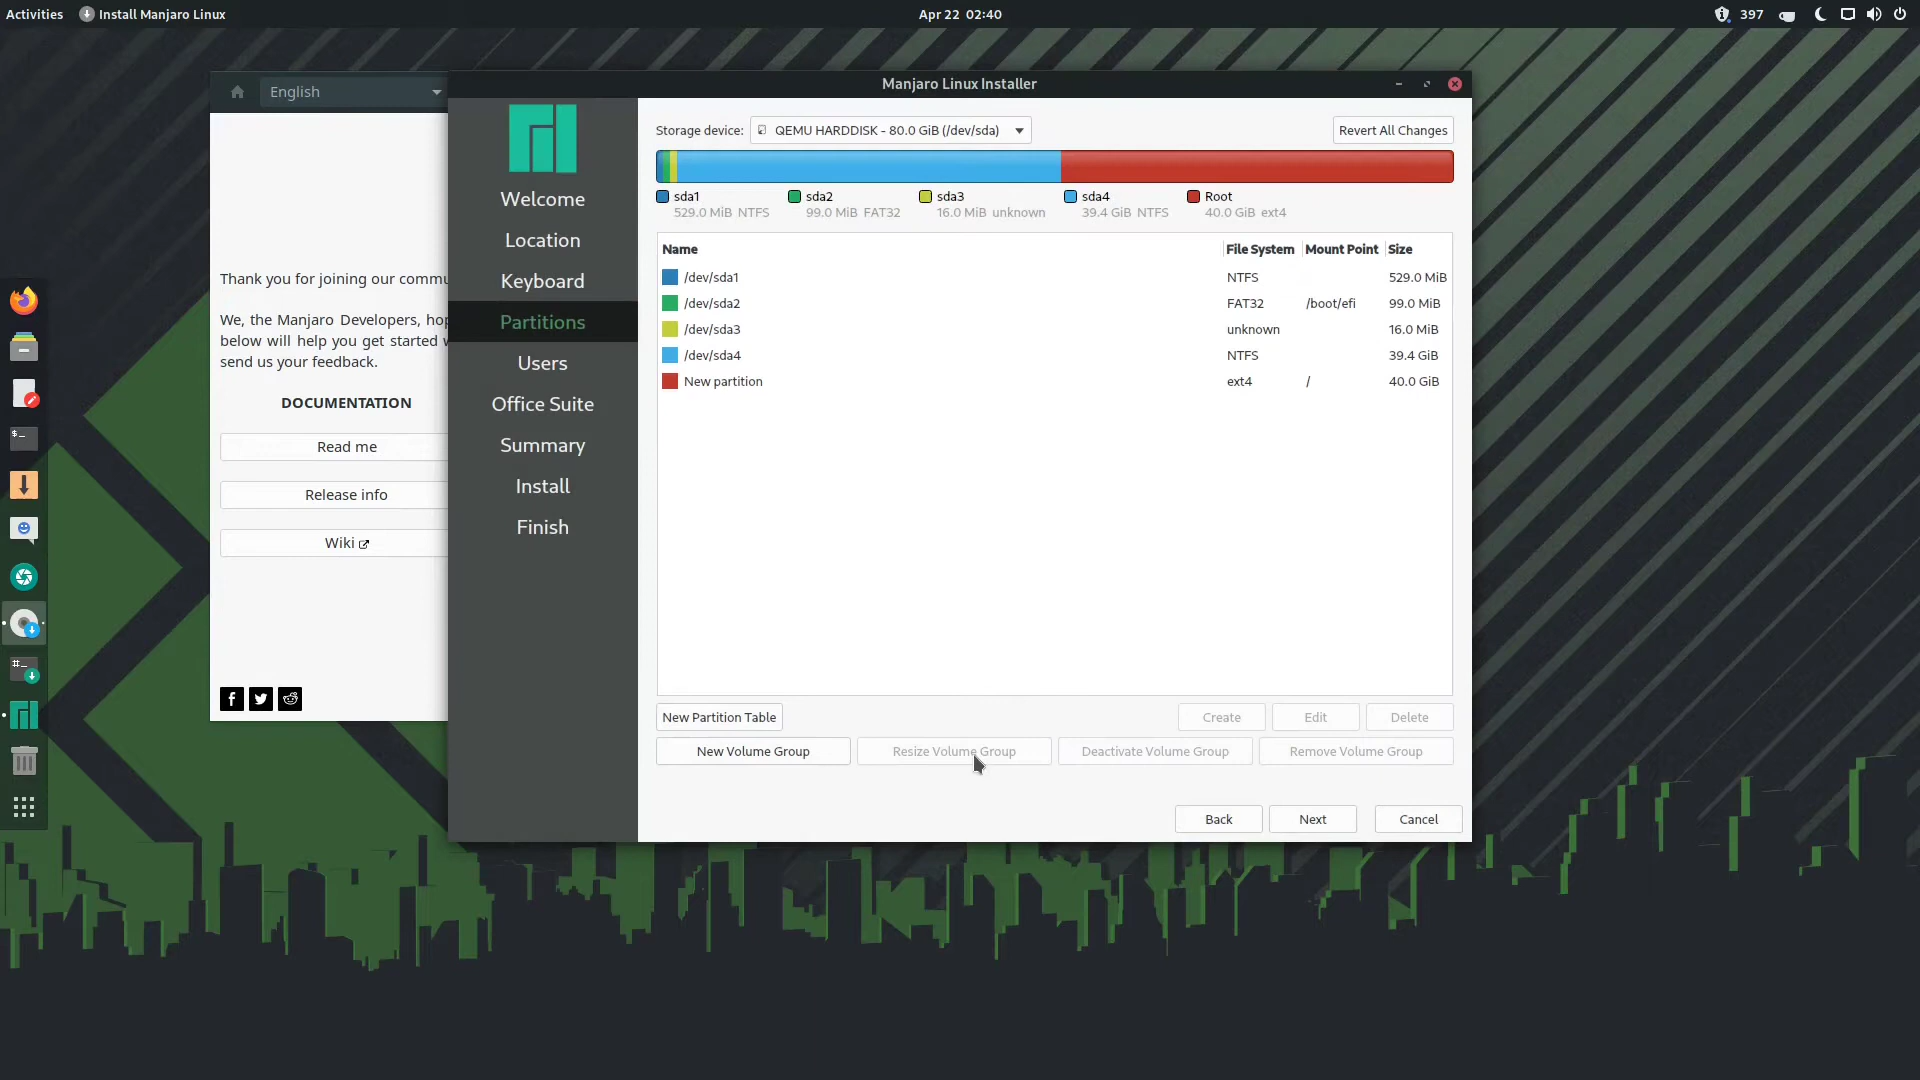 Activities
Install Manjaro Linux
Apr 22 02:40
397
English
Thank you for joining our commu
We, the Manjaro Developers, hop
below will help you get started w
send us your feedback.
DOCUMENTATION
Read me
Release info
Wiki
Manjaro Linux Installer
Welcome
Location
Keyboard
Partitions
Users
Office Suite
Summary
Install
Finish
Storage device: QEMU HARDDISK - 80.0 GiB (/dev/sda)
Revert All Changes
sda1 sda2 sda3 sda4 Root
529.0 MiB NTFS 99.0 MiB FAT32 16.0 MiB unknown 39.4 GiB NTFS 40.0 GiB ext4
Name File System Mount Point Size
/dev/sda1 NTFS 529.0 MiB
/dev/sda2 FAT32 /boot/efi 99.0 MiB
/dev/sda3 unknown 16.0 MiB
/dev/sda4 NTFS 39.4 GiB
New partition ext4 / 40.0 GiB
New Partition Table Create Edit Delete
New Volume Group Resize Volume Group Deactivate Volume Group Remove Volume Group
Back Next Cancel